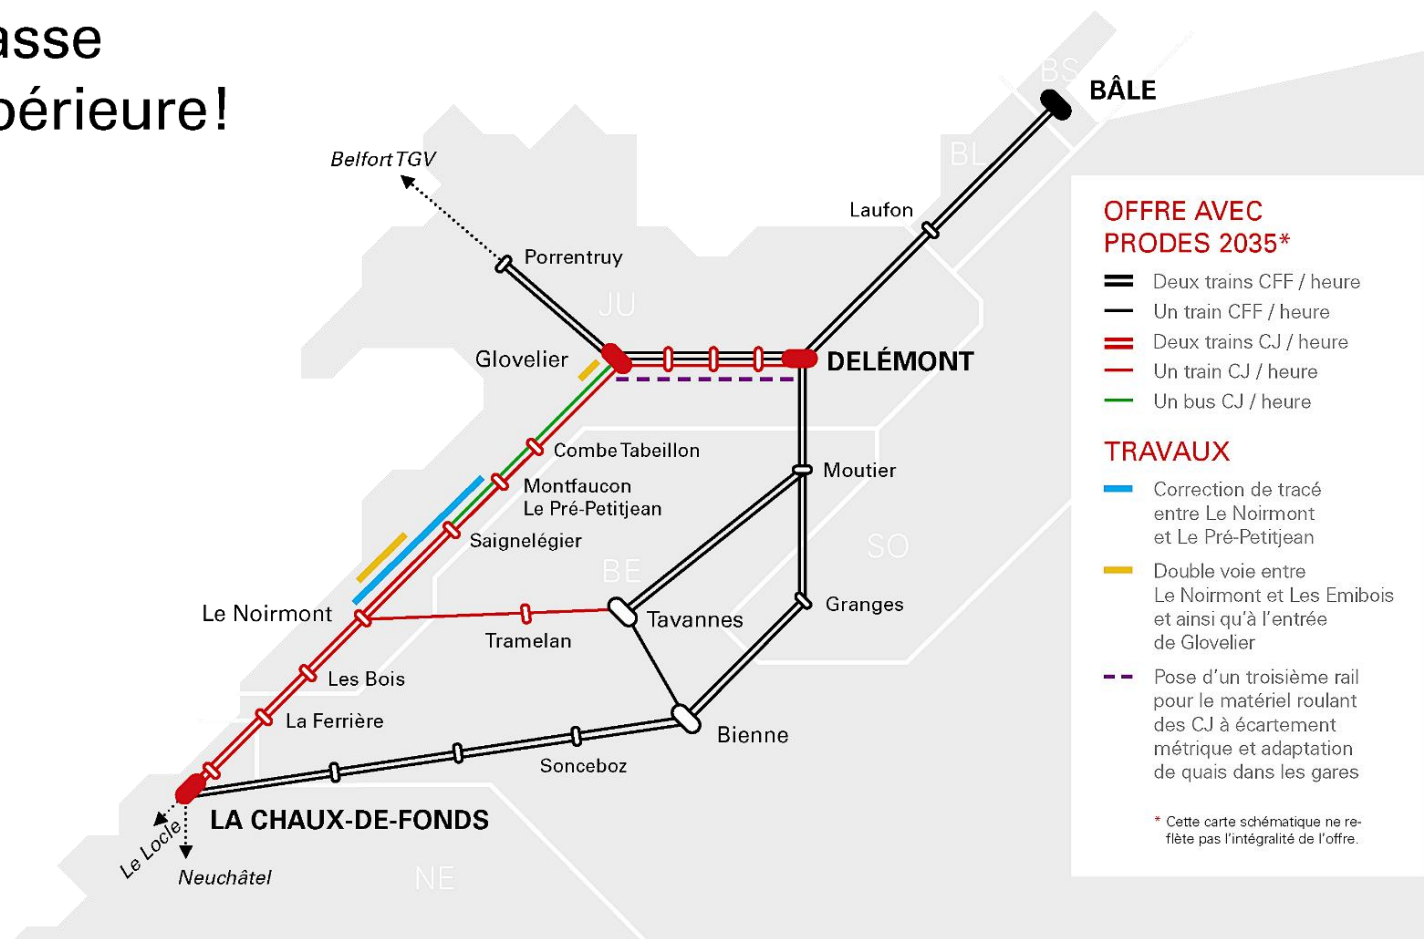 asse
périeure!
Belfort TGV
BS
BÂLE
BL
Laufon
Porrentruy
JU
Glovelier
DELÉMONT
Combe Tabeillon
Moutier
Montfaucon
Le Pré-Petitjean
Saignelégier
SO
BE
Le Noirmont
Granges
Tavannes
Tramelan
Les Bois
La Ferrière
Bienne
Sonceboz
LA CHAUX-DE-FONDS
Le Locle
Neuchâtel
NE
OFFRE AVEC
PRODES 2035*
Deux trains CFF / heure
Un train CFF / heure
Deux trains CJ / heure
Un train CJ / heure
Un bus CJ / heure
TRAVAUX
Correction de tracé
entre Le Noirmont
et Le Pré-Petitjean
Double voie entre
Le Noirmont et Les Emibois
et ainsi qu'à l'entrée
de Glovelier
Pose d'un troisième rail
pour le matériel roulant
des CJ à écartement
métrique et adaptation
de quais dans les gares
* Cette carte schématique ne re-
flète pas l'intégralité de l'offre.